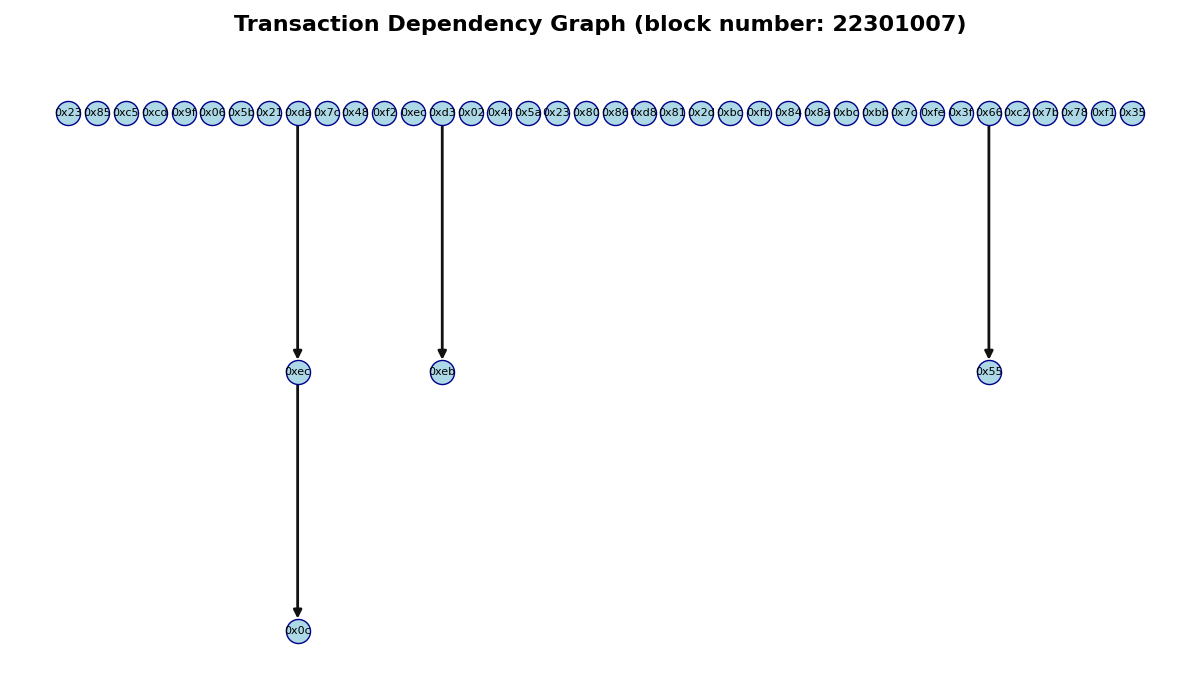 Transaction Dependency Graph (block number: 22301007)
0x23 0x85 0xc5 0xcd 0x9f 0x06 0x5b 0x21 0xda 0x7c 0x48 0xf2 0xec 0xd3 0x02 0x4f 0x5a 0x23 0x80 0x86 0xd8 0x81 0x2d 0xbc 0xfb 0x84 0x8a 0xbc 0xbb 0x7c 0xfe 0x3f 0x66 0xc2 0x7b 0x78 0xf1 0x35
0xec 0xeb 0x55
0x0c